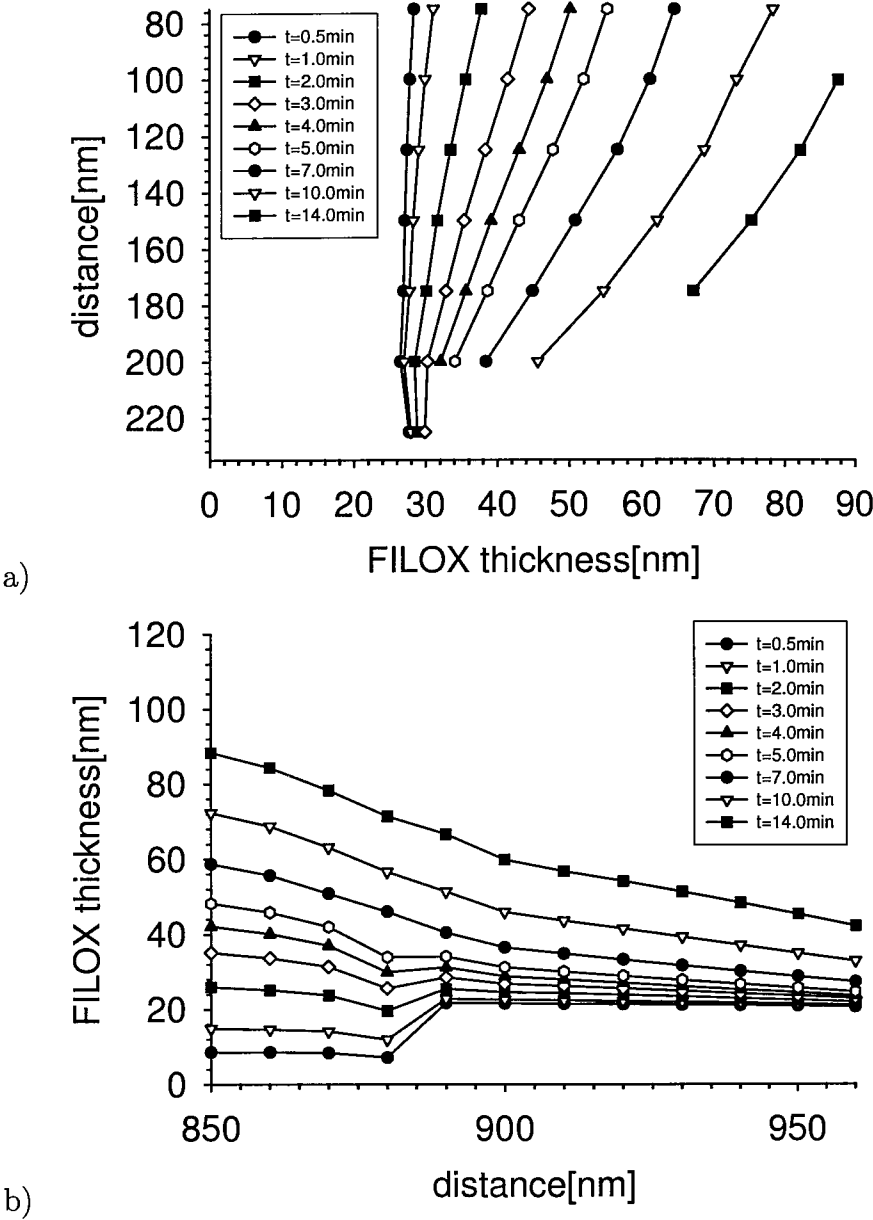 80
100
120
140
160
180
200
220
distance[nm]
t=0.5min
t=1.0min
t=2.0min
t=3.0min
t=4.0min
t=5.0min
t=7.0min
t=10.0min
t=14.0min
0 10 20 30 40 50 60 70 80 90
FILOX thickness[nm]
a)
120
100
80
60
40
20
0
FILOX thickness[nm]
t=0.5min
t=1.0min
t=2.0min
t=3.0min
t=4.0min
t=5.0min
t=7.0min
t=10.0min
t=14.0min
850 900 950
distance[nm]
b)